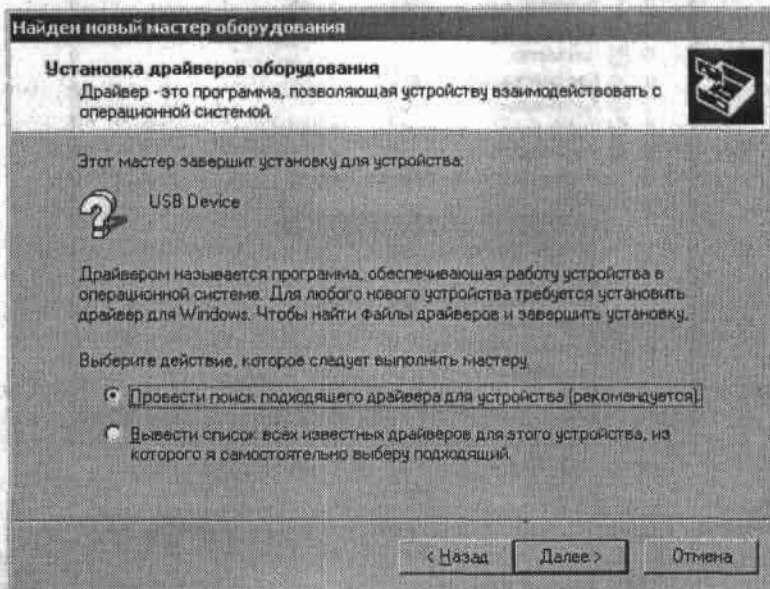 Найден новый мастер оборудования
Установка драйверов оборудования
Драйвер - это программа, позволяющая устройству взаимодействовать с
операционной системой.
Этот мастер завершит установку для устройства:
USB Device
Драйвером называется программа, обеспечивающая работу устройства в
операционной системе. Для любого нового устройства требуется установить
драйвер для Windows. Чтобы найти файлы драйверов и завершить установку,
Выберите действие, которое следует выполнить мастеру.
Провести поиск подходящего драйвера для устройства (рекомендуется).
Вывести список всех известных драйверов для этого устройства, из
которого я самостоятельно выберу подходящий.
< Назад
Далее >
Отмена